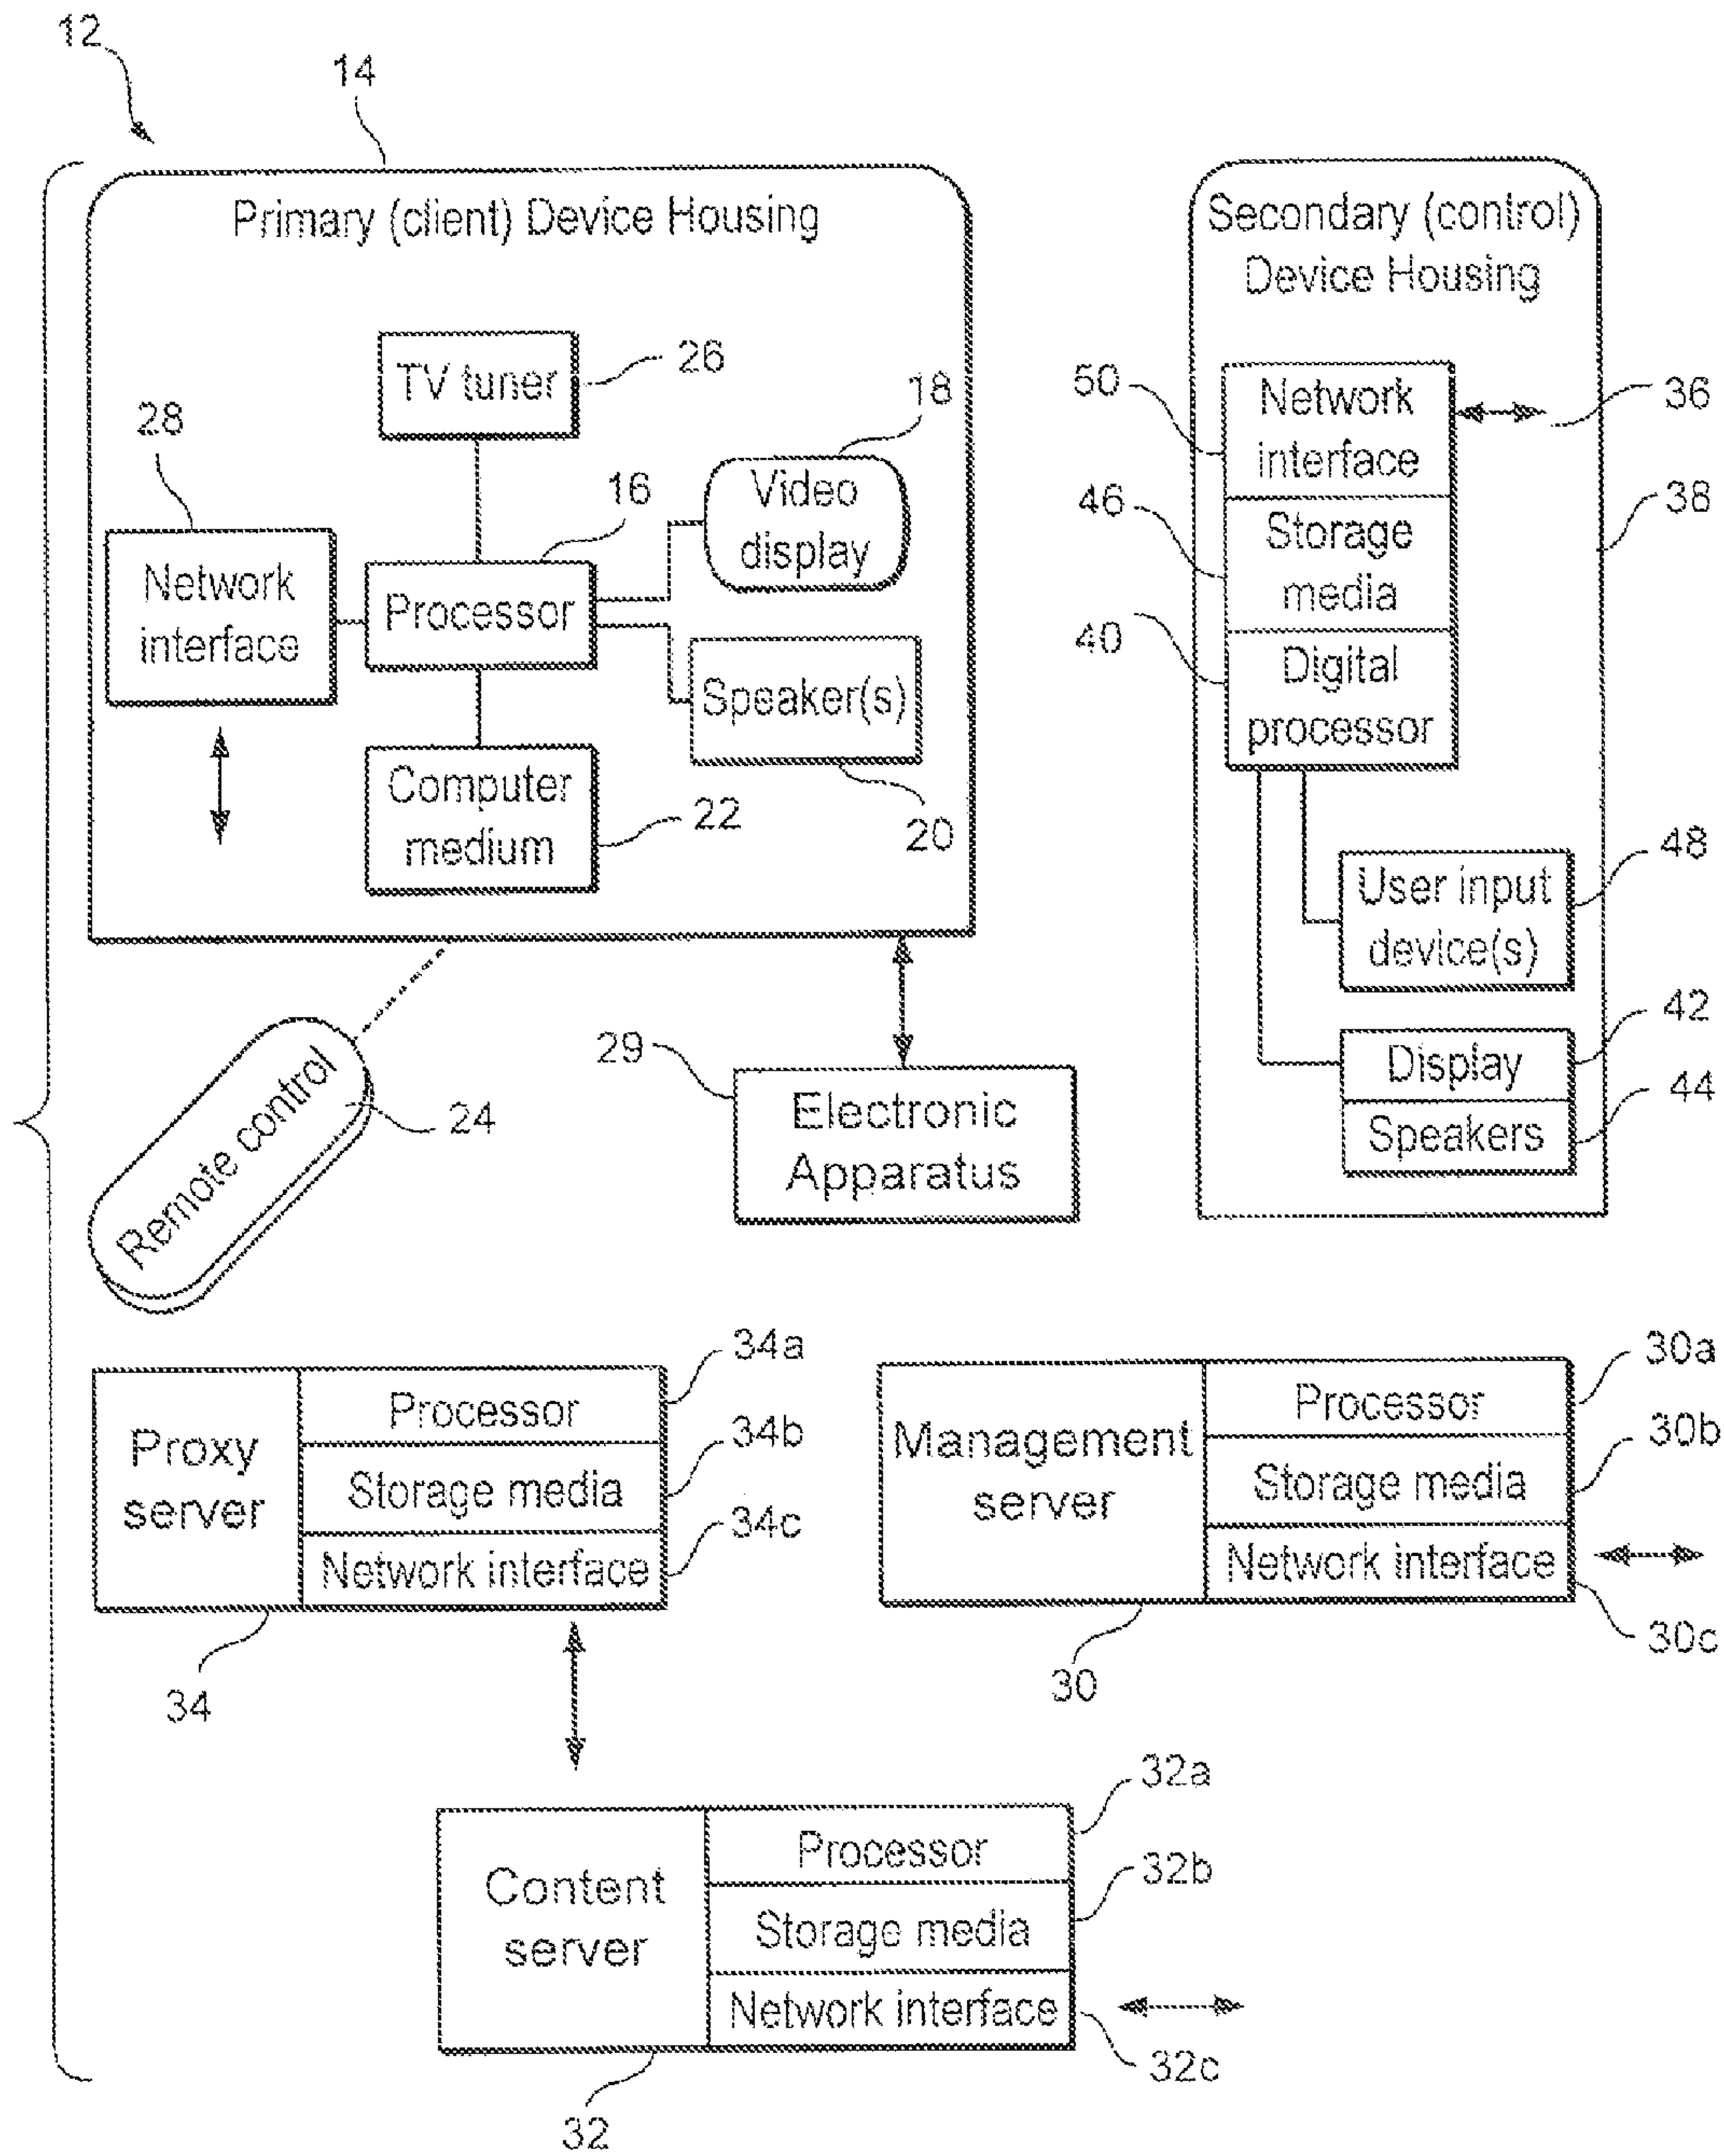 12
14
Primary (client) Device Housing
TV tuner
26
18
28
16
Video
display
Network
interface
Processor
Speaker(s)
Computer
medium
22
20
Secondary (control)
Device Housing
50
Network
interface
36
46
Storage
media
38
40
Digital
processor
48
User input
device(s)
42
Display
44
Speakers
29
Electronic
Apparatus
24
Remote control
Proxy
server
Processor
34a
Storage media
34b
Network interface
34c
34
Management
server
Processor
30a
Storage media
30b
Network interface
30c
30
Content
server
Processor
32a
Storage media
32b
Network interface
32c
32